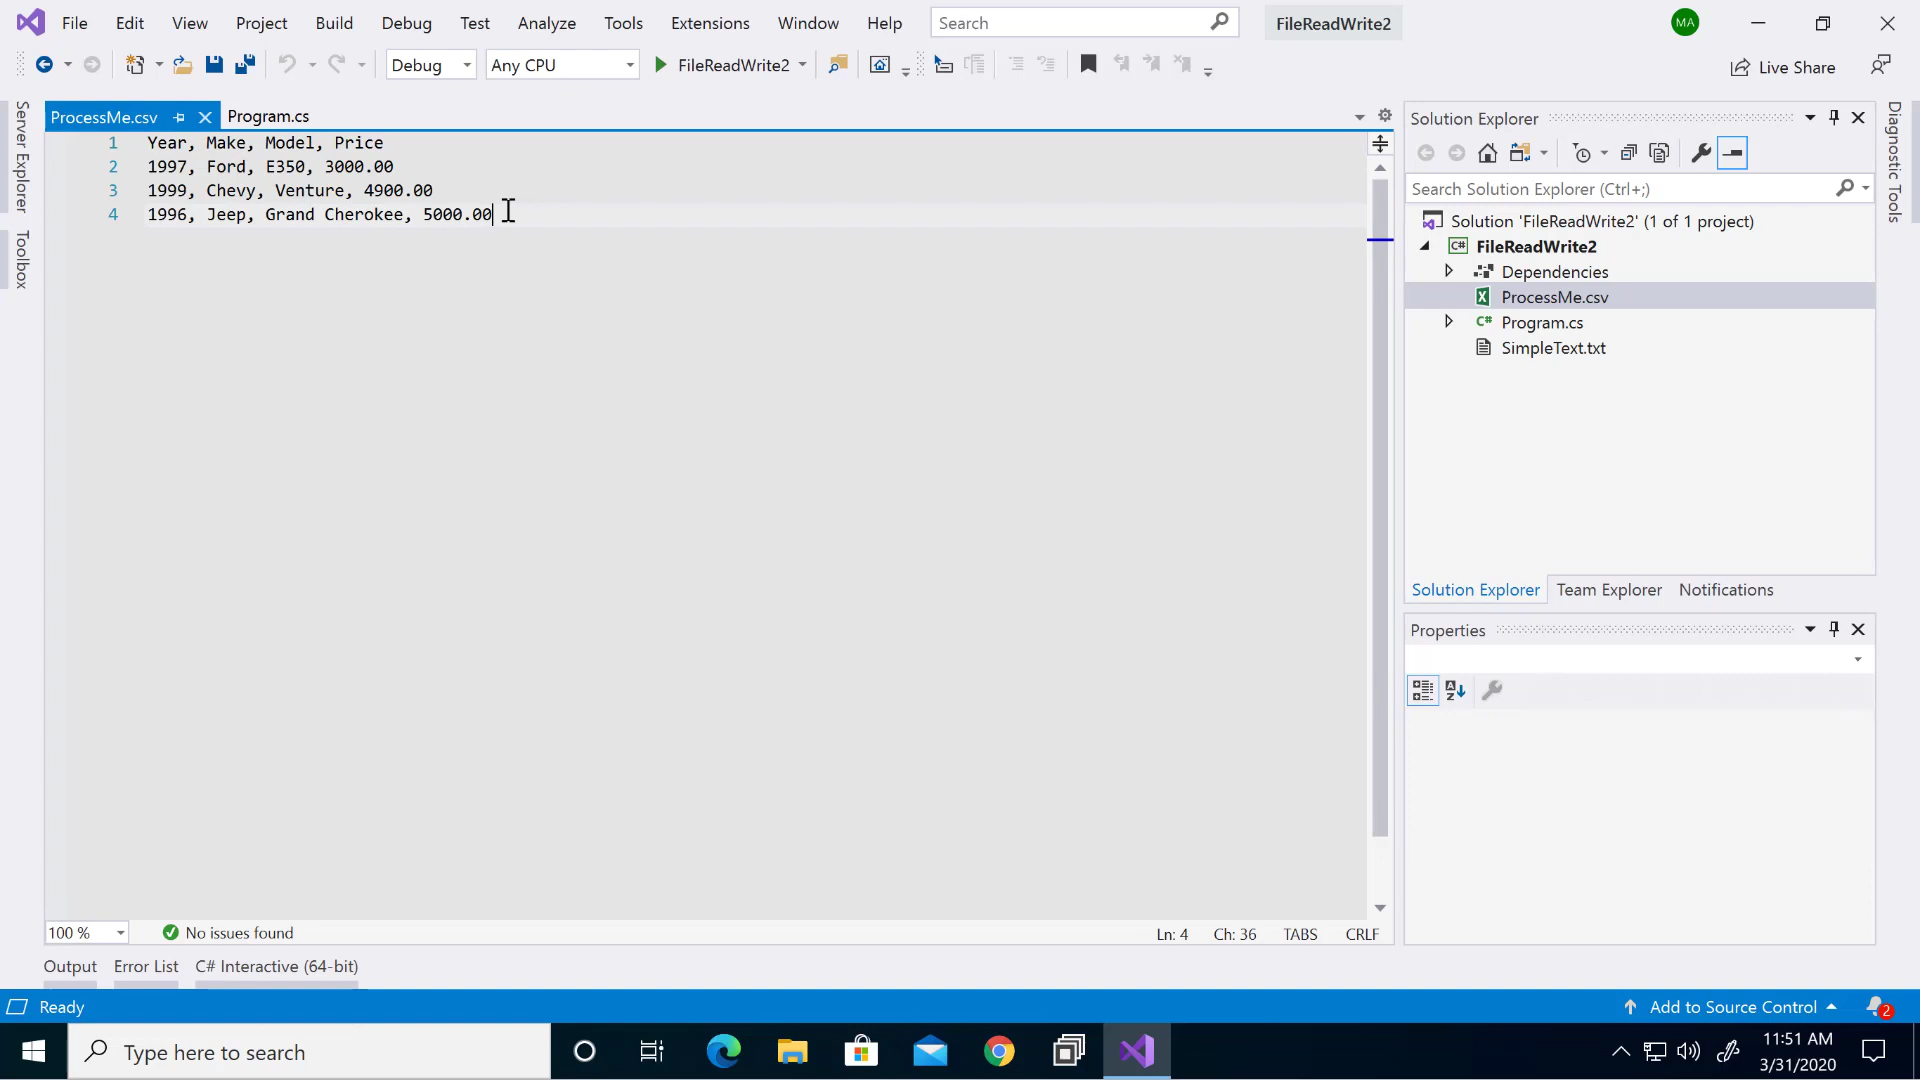 File Edit View Project Build Debug Test Analyze Tools Extensions Window Help Search FileReadWrite2 MA
Debug Any CPU FileReadWrite2 Live Share
Server Explorer
Toolbox
ProcessMe.csv Program.cs
1 Year, Make, Model, Price
2 1997, Ford, E350, 3000.00
3 1999, Chevy, Venture, 4900.00
4 1996, Jeep, Grand Cherokee, 5000.00
100 % No issues found Ln: 4 Ch: 36 TABS CRLF
Output Error List C# Interactive (64-bit)
Solution Explorer
Search Solution Explorer (Ctrl+;)
Solution 'FileReadWrite2' (1 of 1 project)
C# FileReadWrite2
Dependencies
ProcessMe.csv
C# Program.cs
SimpleText.txt
Solution Explorer Team Explorer Notifications
Properties
Diagnostic Tools
Ready Add to Source Control 2
Type here to search
11:51 AM
3/31/2020